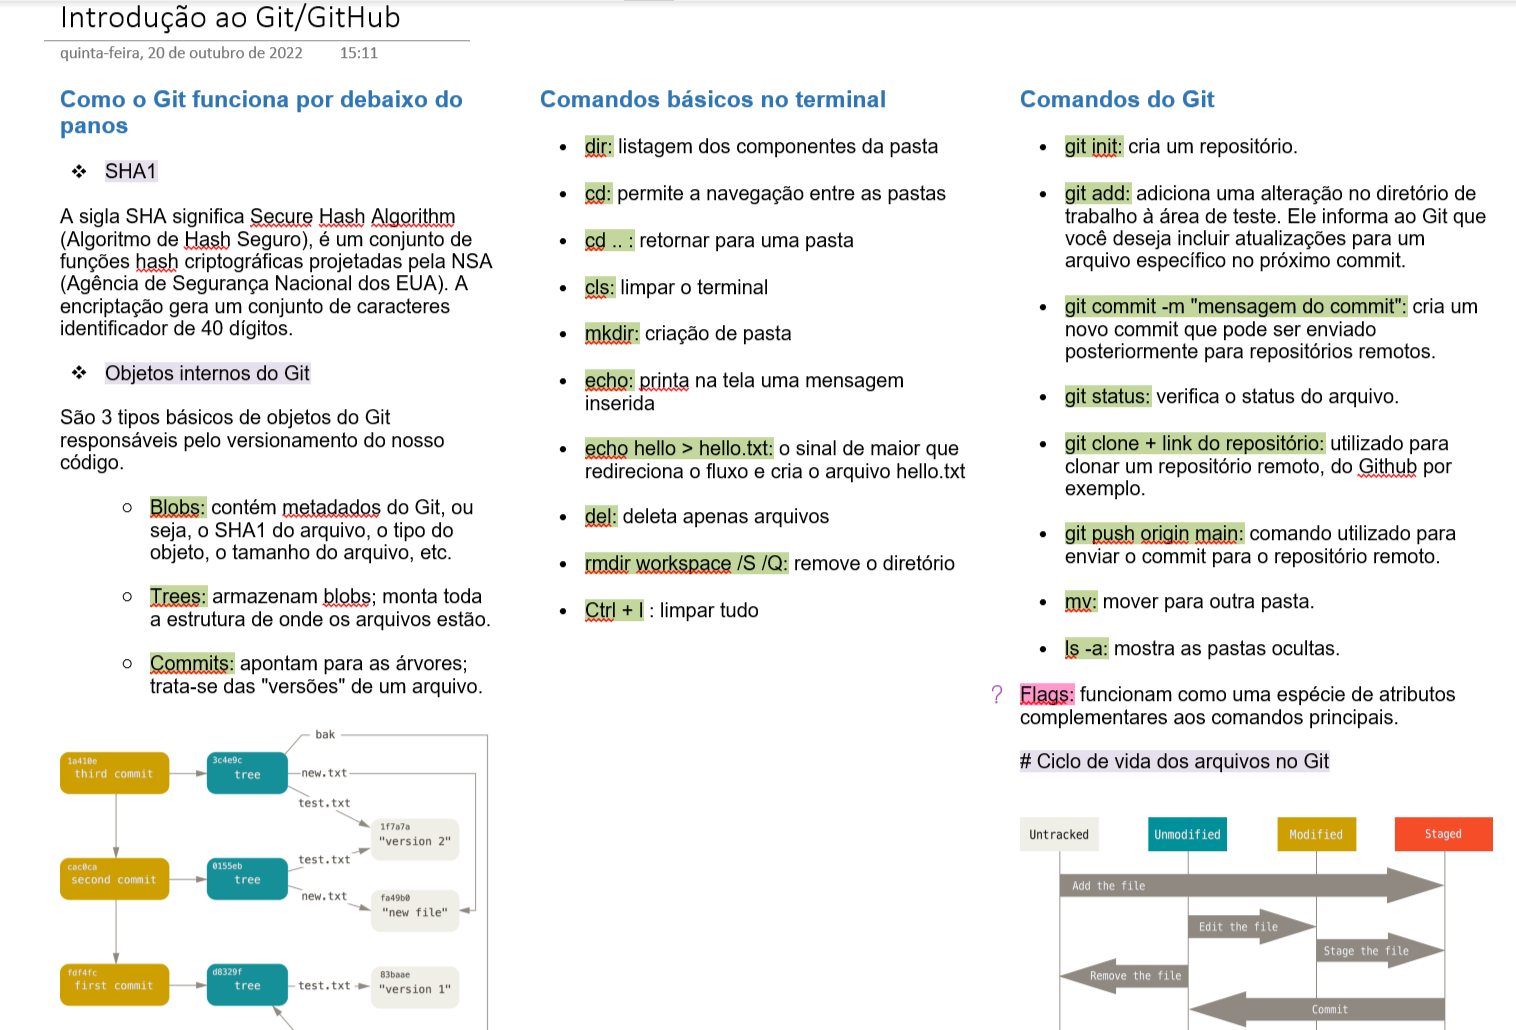 Introdução ao Git/GitHub
quinta-feira, 20 de outubro de 2022 15:11
Como o Git funciona por debaixo do
panos
❖ SHA1
A sigla SHA significa Secure Hash Algorithm
(Algoritmo de Hash Seguro), é um conjunto de
funções hash criptográficas projetadas pela NSA
(Agência de Segurança Nacional dos EUA). A
encriptação gera um conjunto de caracteres
identificador de 40 dígitos.
❖ Objetos internos do Git
São 3 tipos básicos de objetos do Git
responsáveis pelo versionamento do nosso
código.
○ Blobs: contém metadados do Git, ou
seja, o SHA1 do arquivo, o tipo do
objeto, o tamanho do arquivo, etc.
○ Trees: armazenam blobs; monta toda
a estrutura de onde os arquivos estão.
○ Commits: apontam para as árvores;
trata-se das "versões" de um arquivo.
bak
1a410e
third commit
3c4e9c
tree
new.txt
test.txt
1f7a7a
"version 2"
cac0ca
second commit
0155eb
tree
test.txt
new.txt
fa49b0
"new file"
fdf4fc
first commit
d8329f
tree
test.txt
83baae
"version 1"
Comandos básicos no terminal
• dir: listagem dos componentes da pasta
• cd: permite a navegação entre as pastas
• cd .. : retornar para uma pasta
• cls: limpar o terminal
• mkdir: criação de pasta
• echo: printa na tela uma mensagem
inserida
• echo hello > hello.txt: o sinal de maior que
redireciona o fluxo e cria o arquivo hello.txt
• del: deleta apenas arquivos
• rmdir workspace /S /Q: remove o diretório
• Ctrl + l : limpar tudo
Comandos do Git
• git init: cria um repositório.
• git add: adiciona uma alteração no diretório de
trabalho à área de teste. Ele informa ao Git que
você deseja incluir atualizações para um
arquivo específico no próximo commit.
• git commit -m "mensagem do commit": cria um
novo commit que pode ser enviado
posteriormente para repositórios remotos.
• git status: verifica o status do arquivo.
• git clone + link do repositório: utilizado para
clonar um repositório remoto, do Github por
exemplo.
• git push origin main: comando utilizado para
enviar o commit para o repositório remoto.
• mv: mover para outra pasta.
• ls -a: mostra as pastas ocultas.
? Flags: funcionam como uma espécie de atributos
complementares aos comandos principais.
# Ciclo de vida dos arquivos no Git
Untracked Unmodified Modified Staged
Add the file
Edit the file
Stage the file
Remove the file
Commit